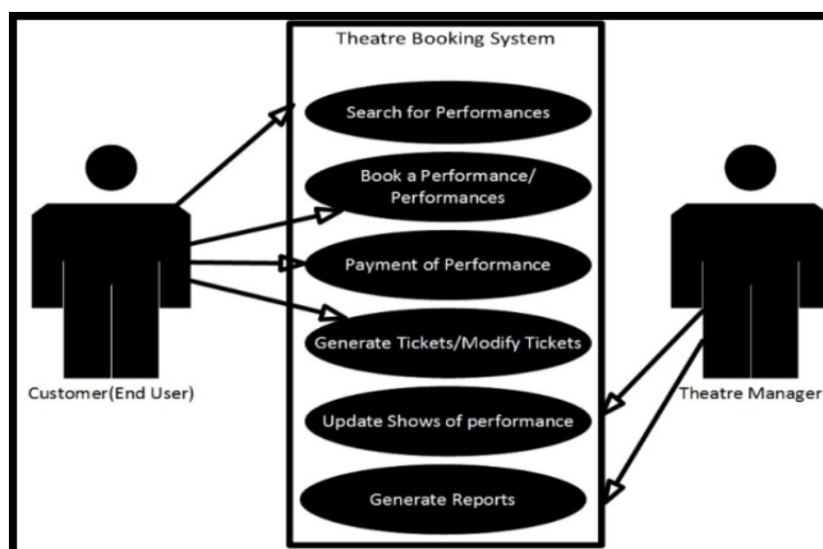 Theatre Booking System
Search for Performances
Book a Performance/
Performances
Payment of Performance
Generate Tickets/Modify Tickets
Customer(End User)
Theatre Manager
Update Shows of performance
Generate Reports